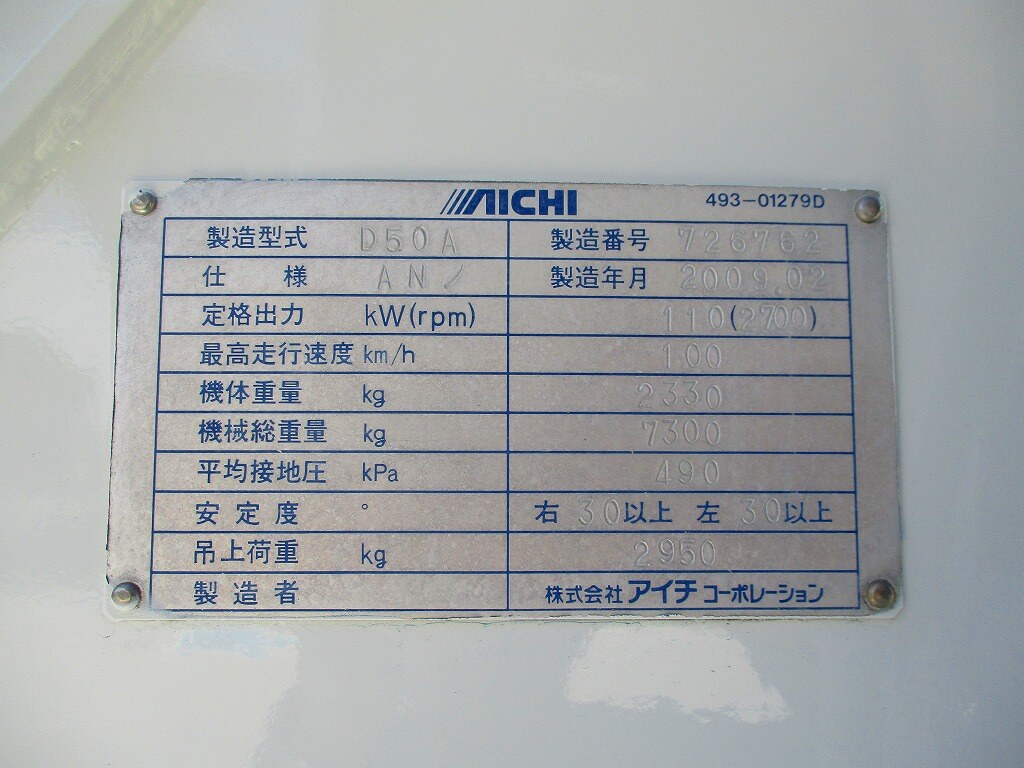 AICHI 493-01279D
製造型式 D50A 製造番号 726762
仕様 AN 製造年月 2009.02
定格出力 kW(rpm) 110(2700)
最高走行速度 km/h 100
機体重量 kg 2330
機械総重量 kg 7300
平均接地圧 kPa 490
安定度 ° 右 30以上 左 30以上
吊上荷重 kg 2950
製造者 株式会社アイチコーポレーション